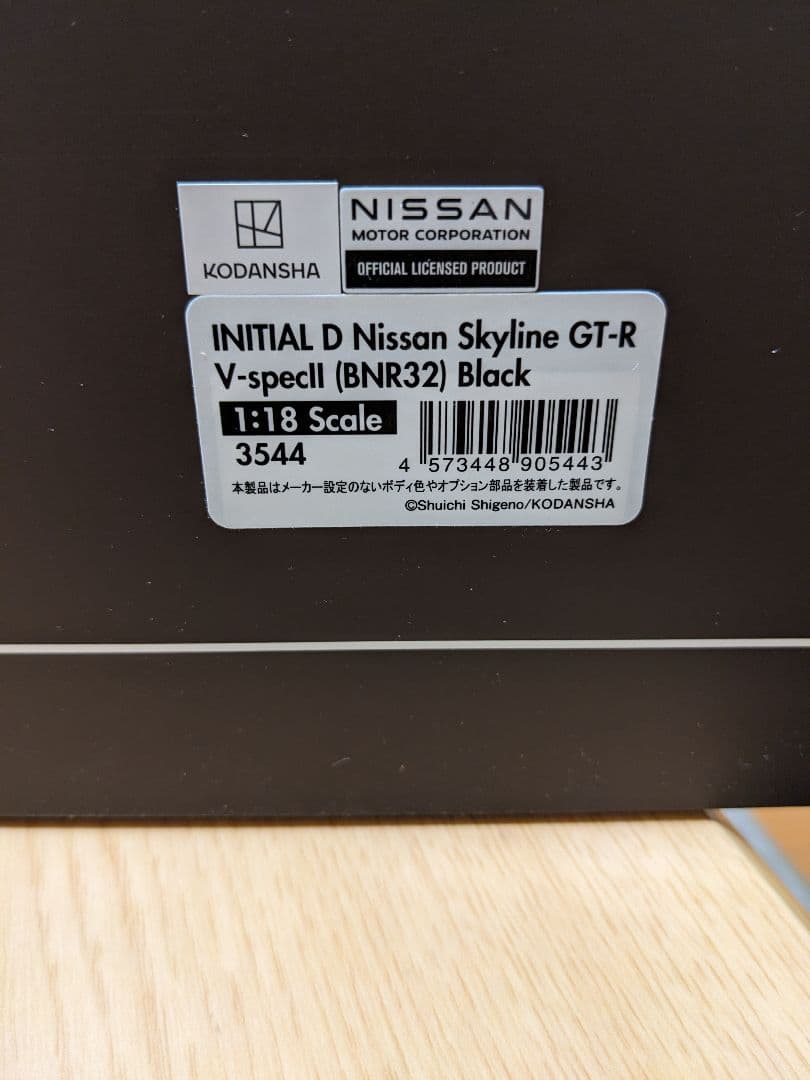 KODANSHA
NISSAN
MOTOR CORPORATION
OFFICIAL LICENSED PRODUCT
INITIAL D Nissan Skyline GT-R
V-specII (BNR32) Black
1:18 Scale
3544
4 573448 905443
本製品はメーカー設定のないボディ色やオプション部品を装着した製品です。
©Shuichi Shigeno/KODANSHA